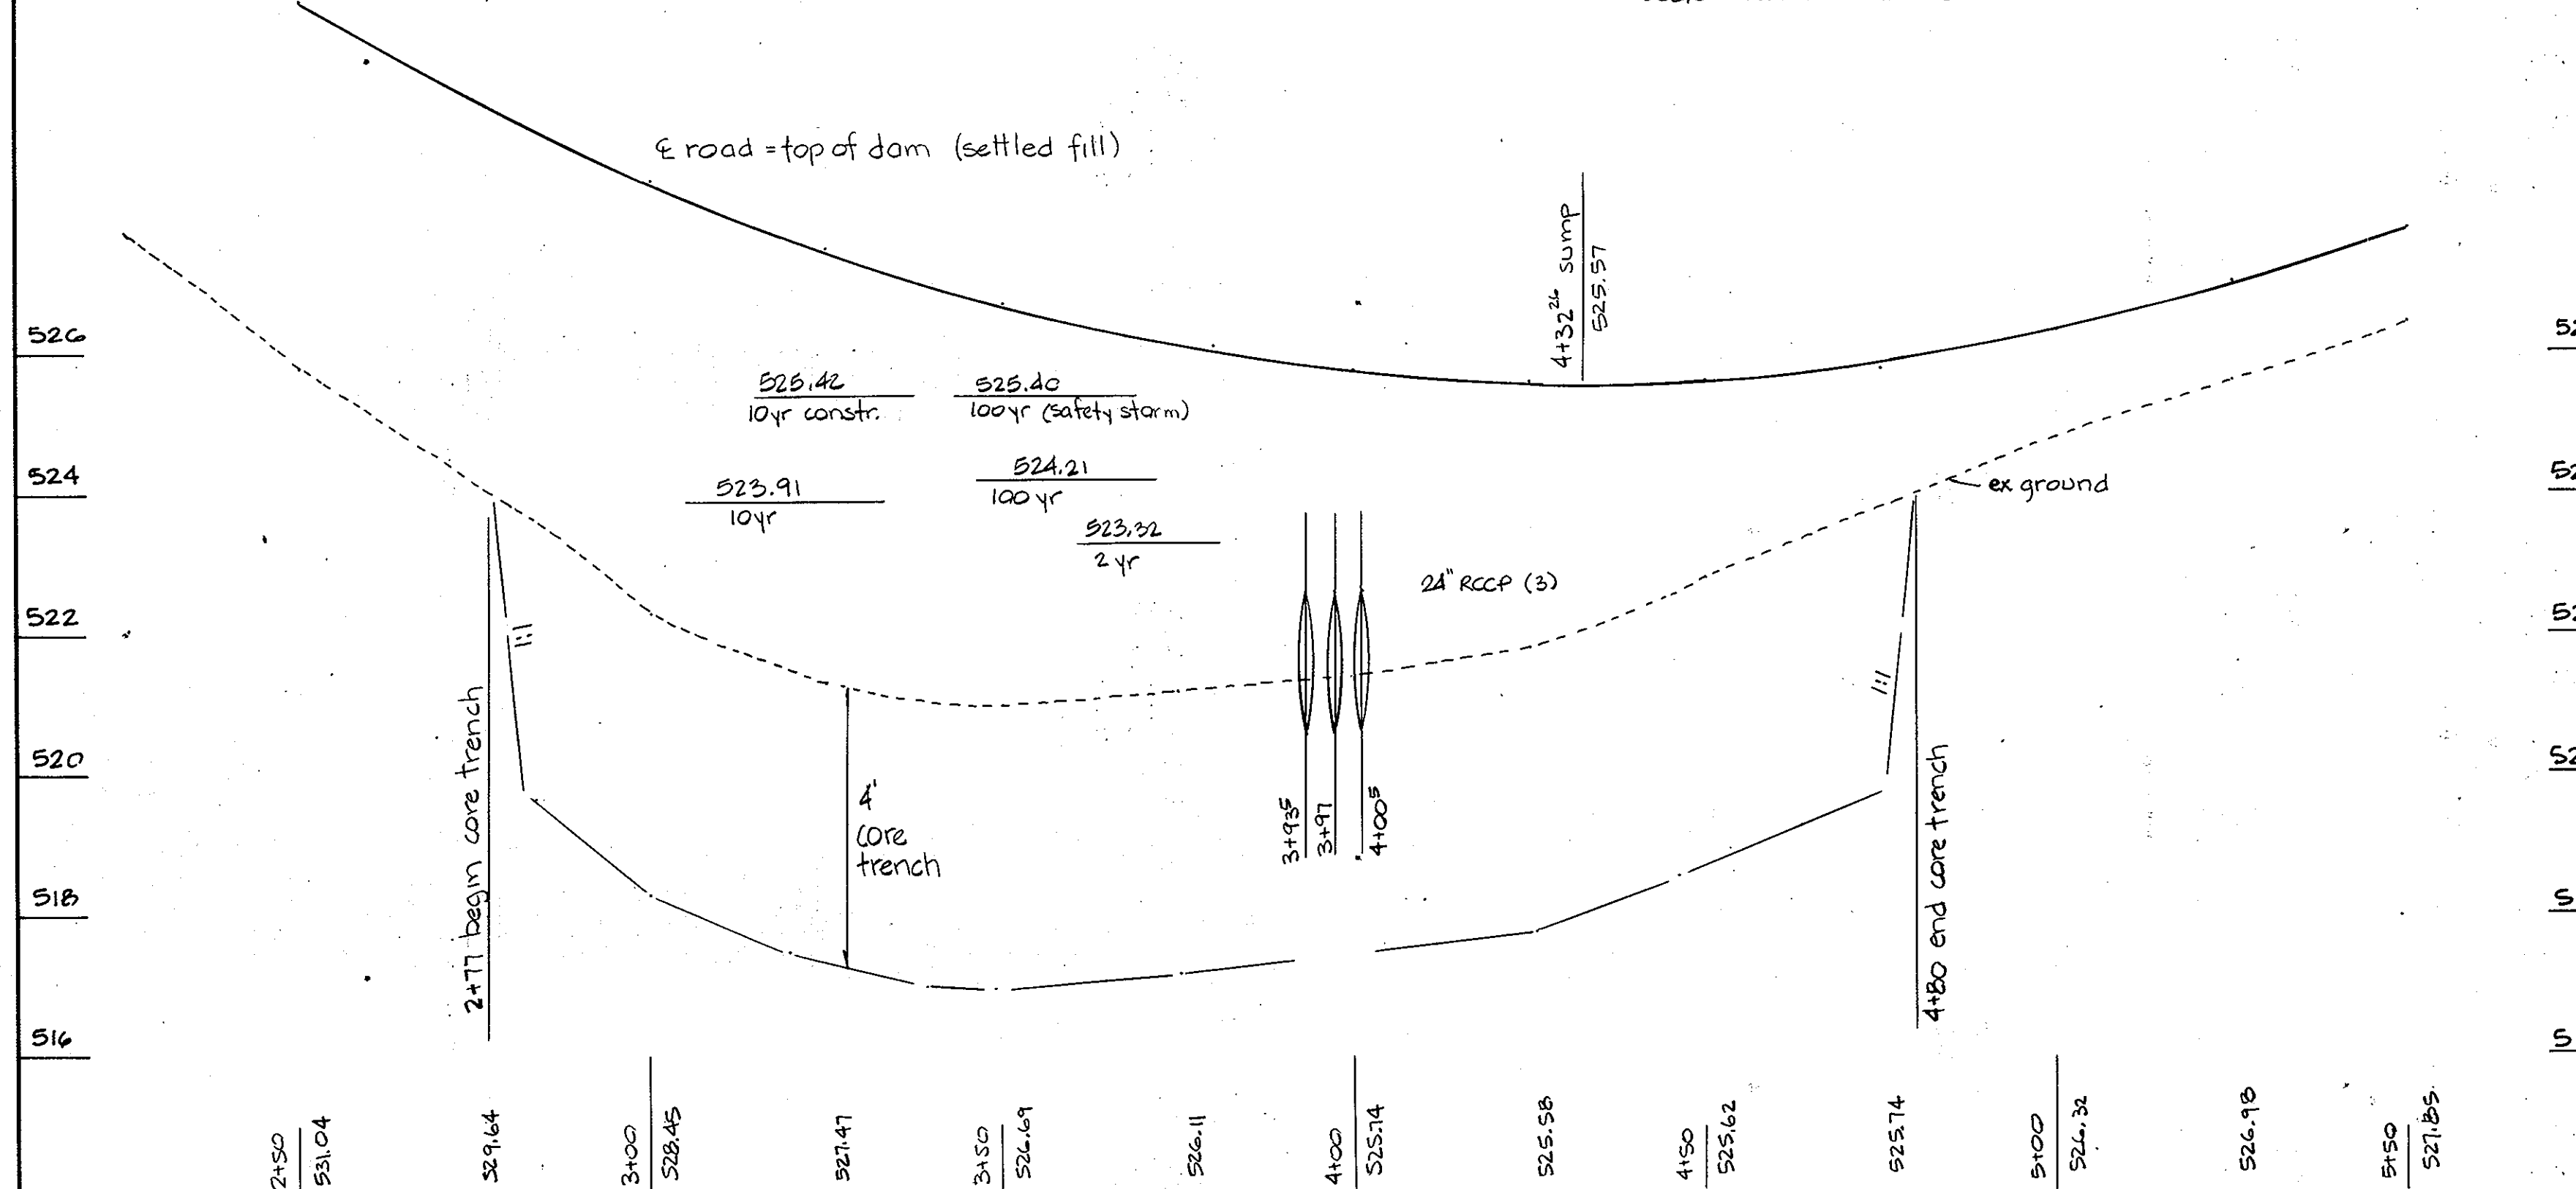 ℄ road = top of dam (settled fill)
4+32²⁶ sump
525.57
526
525.42
10yr constr.
525.40
100yr (safety storm)
524
524.21
100 yr
523.91
10yr
523.32
2 yr
ex ground
24" RCCP (3)
522
1:1
1:1
520
2+77 begin core trench
4'
core
trench
3+93⁵
3+97
4+00⁵
4+80 end core trench
518
516
2+50
531.04
529.64
3+00
528.45
527.47
3+50
526.69
526.11
4+00
525.74
525.58
4+50
525.62
525.74
5+00
526.32
526.98
5+50
527.85